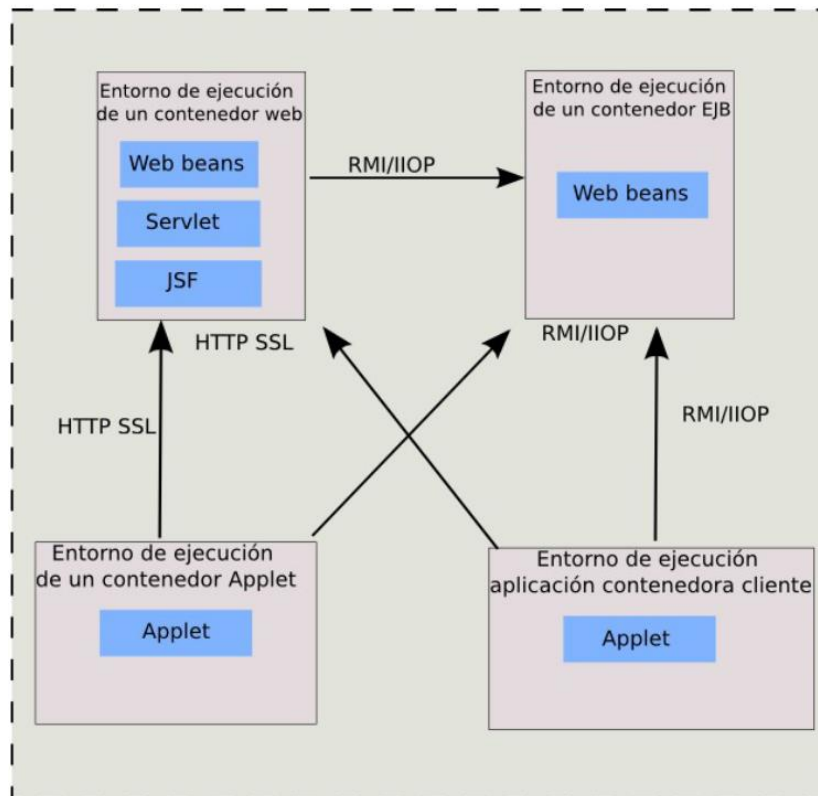 Entorno de ejecución
de un contenedor web
Web beans
Servlet
JSF
RMI/IIOP
Entorno de ejecución
de un contenedor EJB
Web beans
HTTP SSL
RMI/IIOP
HTTP SSL
RMI/IIOP
Entorno de ejecución
de un contenedor Applet
Applet
Entorno de ejecución
aplicación contenedora cliente
Applet